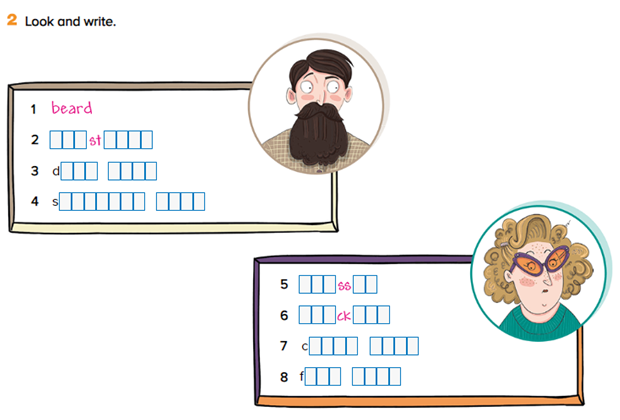 2 Look and write.
1 beard
2 st
3 d
4 s
5 ss
6 ck
7 c
8 f